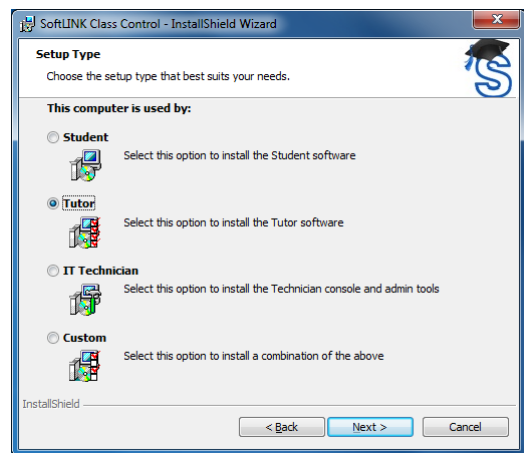 SoftLINK Class Control - InstallShield Wizard
Setup Type
Choose the setup type that best suits your needs.
This computer is used by:
Student
Select this option to install the Student software
Tutor
Select this option to install the Tutor software
IT Technician
Select this option to install the Technician console and admin tools
Custom
Select this option to install a combination of the above
InstallShield
< Back
Next >
Cancel